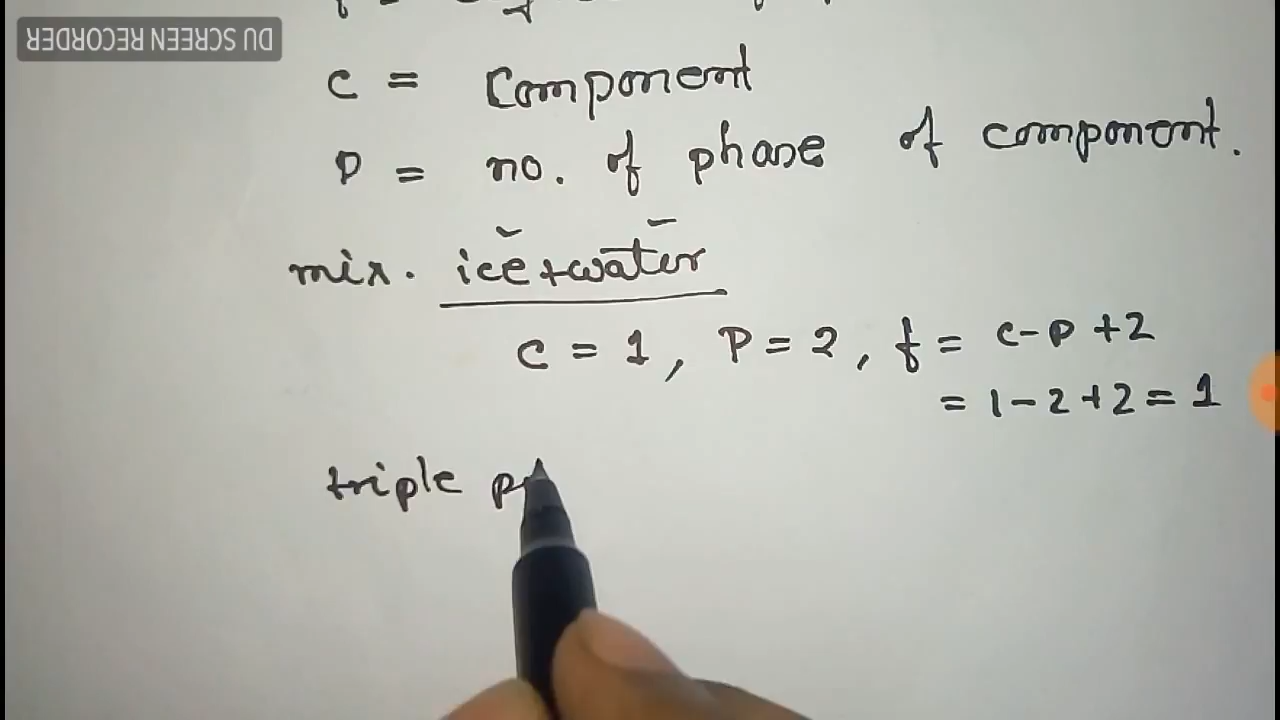 DU SCREEN RECORDER
c = component
P = no. of phase of component.
mix. ice+water
c = 1, P = 2, f = c-p+2
= 1-2+2 = 1
triple